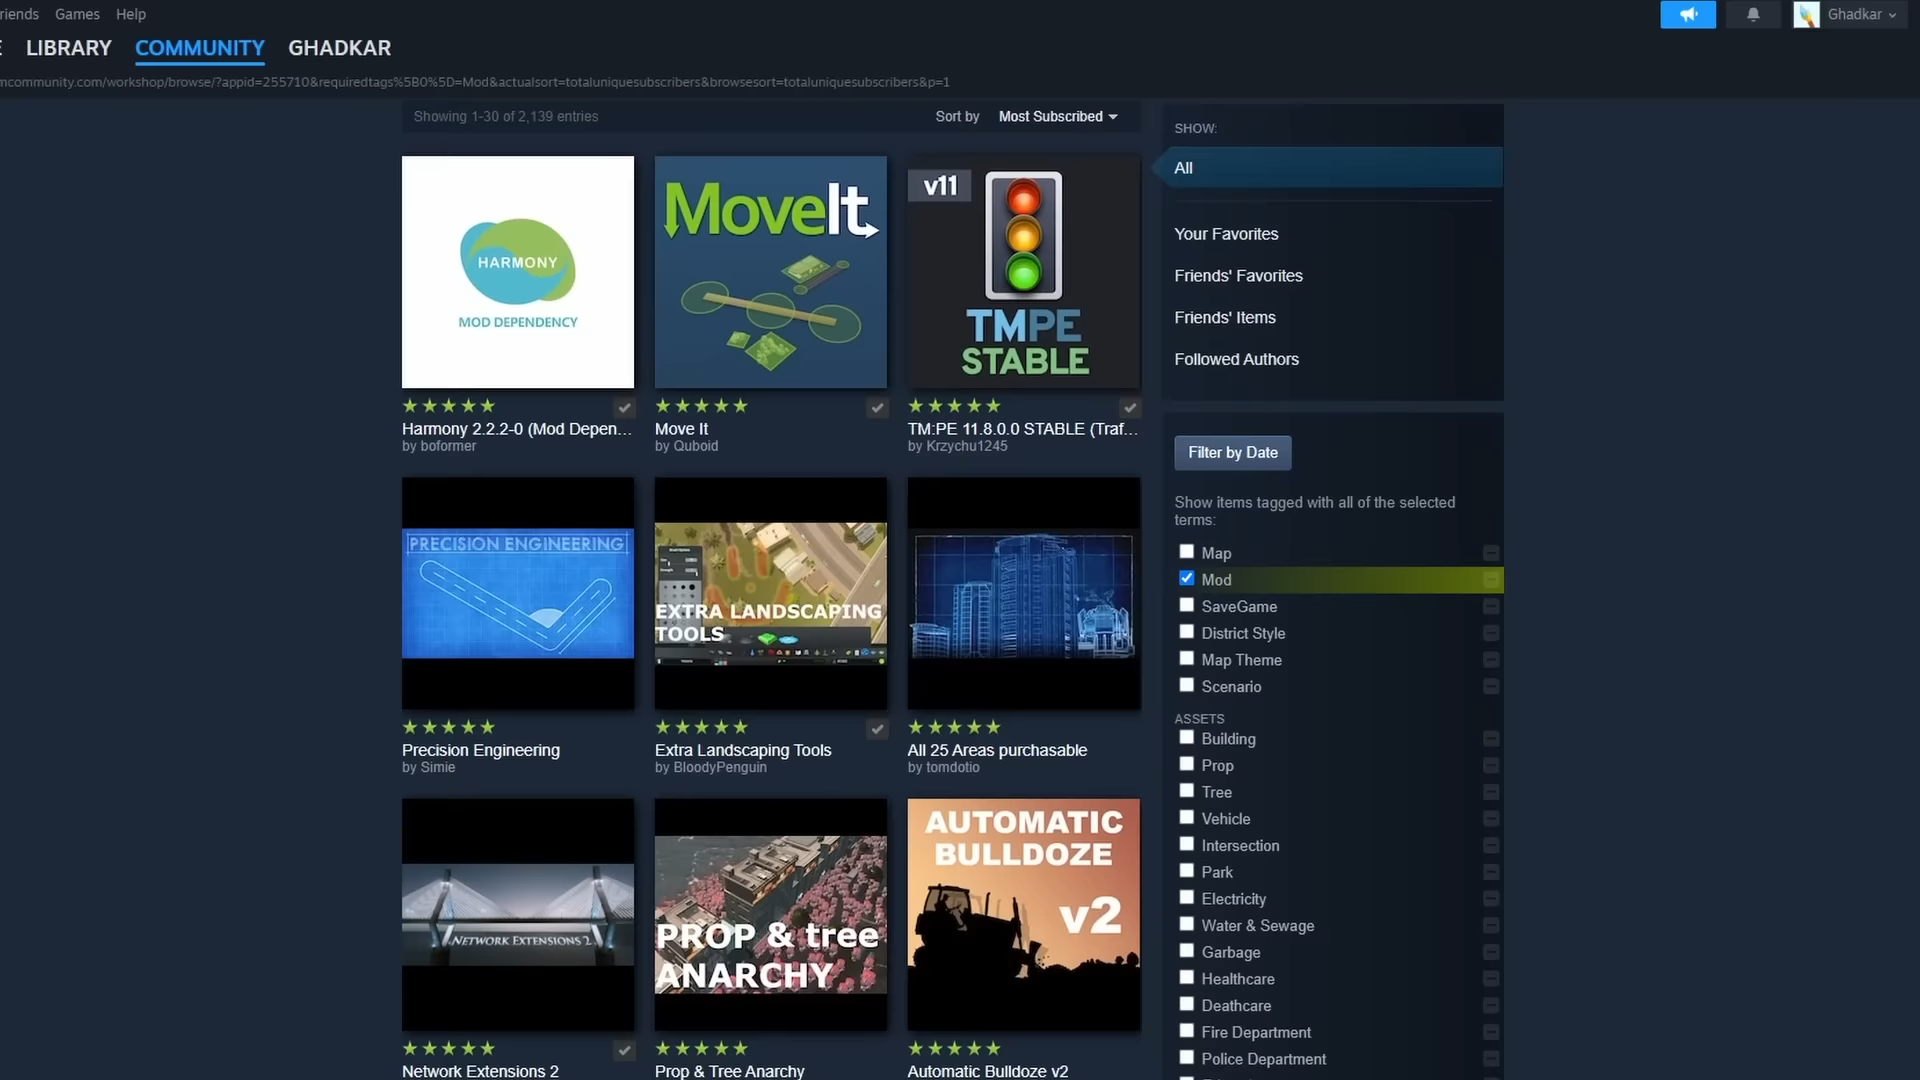 riends Games Help
Ghadkar
E LIBRARY COMMUNITY GHADKAR
mcommunity.com/workshop/browse/?appid=255710&requiredtags%5B0%5D=Mod&actualsort=totaluniquesubscribers&browsesort=totaluniquesubscribers&p=1
Showing 1-30 of 2,139 entries
Sort by Most Subscribed
HARMONY
MOD DEPENDENCY
MoveIt
v11
TMPE
STABLE
Harmony 2.2.2-0 (Mod Depen...
by boformer
Move It
by Quboid
TM:PE 11.8.0.0 STABLE (Traf...
by Krzychu1245
PRECISION ENGINEERING
EXTRA LANDSCAPING
TOOLS
Precision Engineering
by Simie
Extra Landscaping Tools
by BloodyPenguin
All 25 Areas purchasable
by tomdotio
NETWORK EXTENSIONS 2
PROP & tree
ANARCHY
AUTOMATIC
BULLDOZE
v2
Network Extensions 2
Prop & Tree Anarchy
Automatic Bulldoze v2
SHOW:
All
Your Favorites
Friends' Favorites
Friends' Items
Followed Authors
Filter by Date
Show items tagged with all of the selected
terms:
Map
Mod
SaveGame
District Style
Map Theme
Scenario
ASSETS
Building
Prop
Tree
Vehicle
Intersection
Park
Electricity
Water & Sewage
Garbage
Healthcare
Deathcare
Fire Department
Police Department